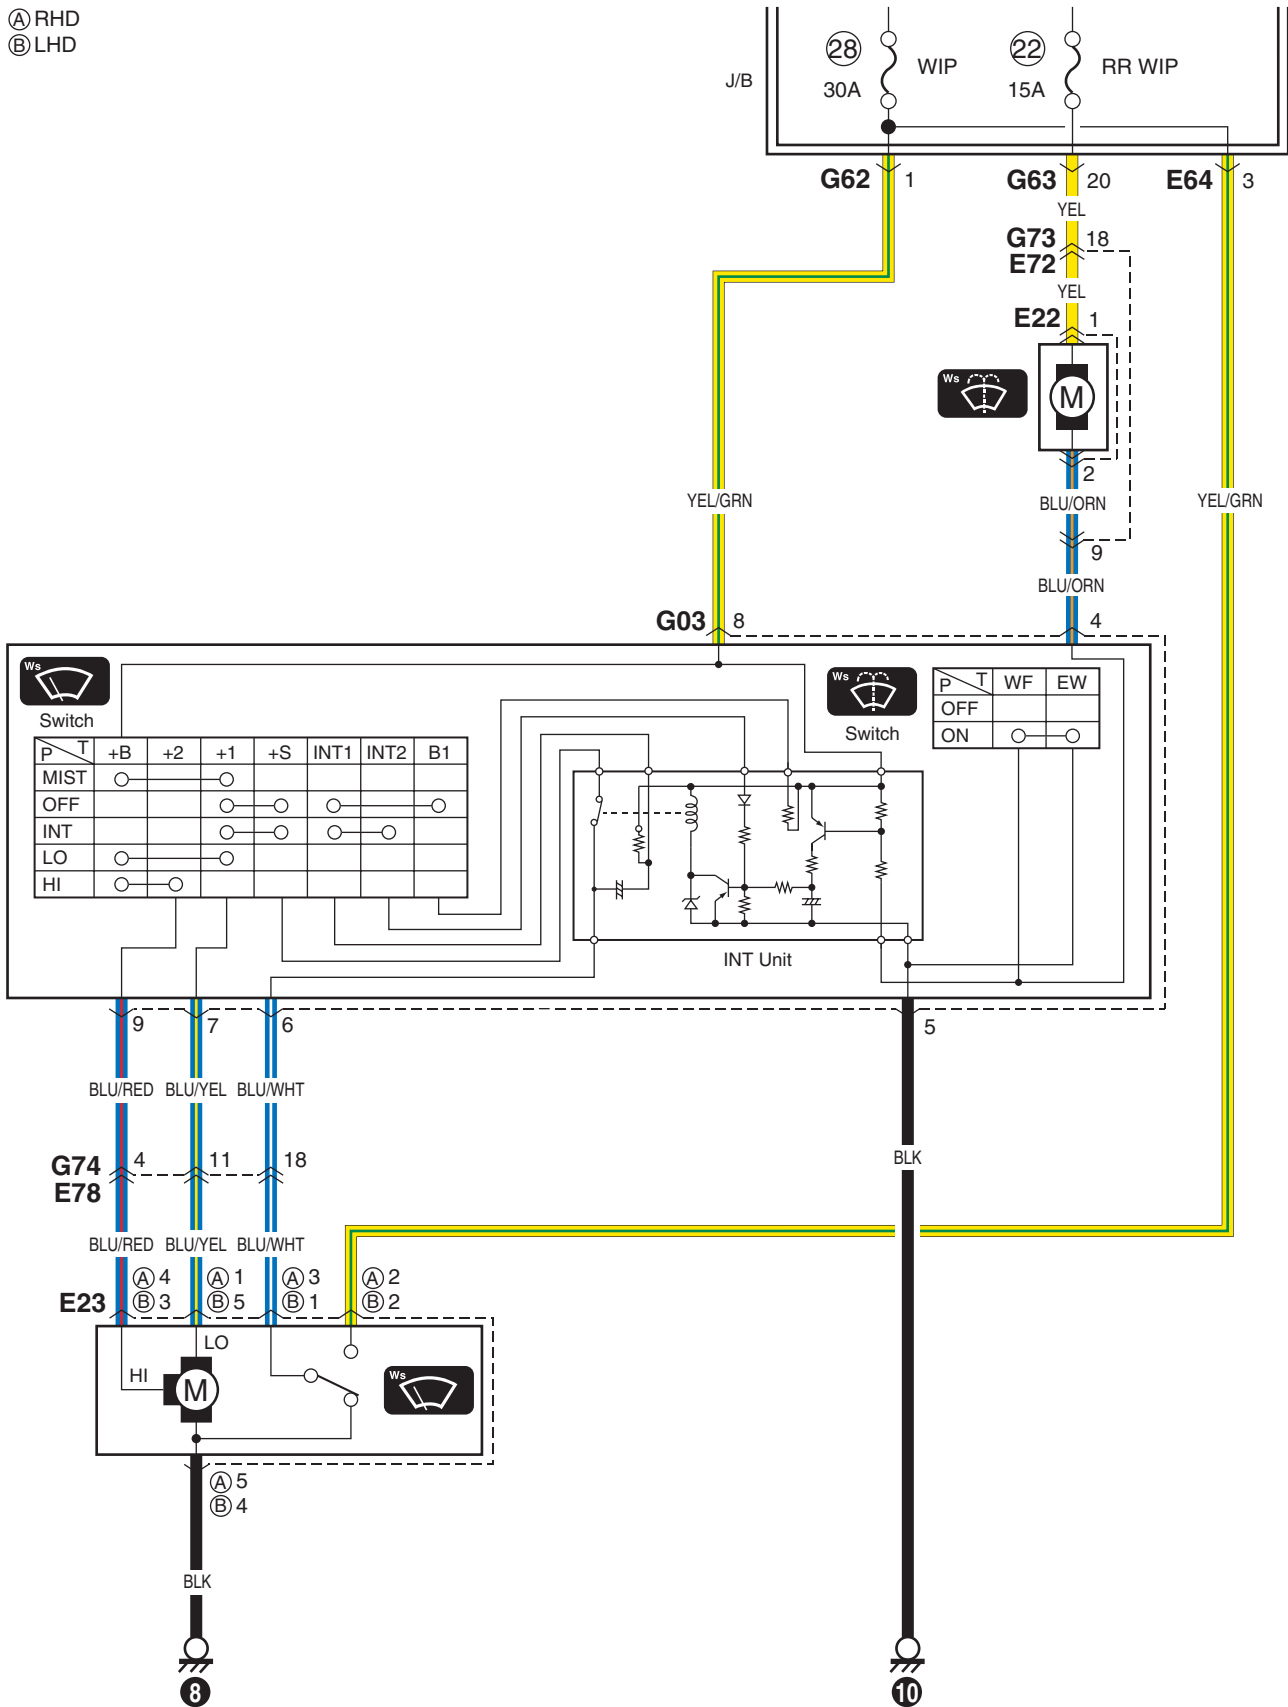 Ⓐ RHD
Ⓑ LHD
J/B
28
30A
WIP
22
15A
RR WIP
G62 1
G63 20
E64 3
YEL
G73 18
E72
YEL
E22 1
Ws
M
2
YEL/GRN
BLU/ORN
YEL/GRN
9
BLU/ORN
G03 8
4
Ws
Switch
P T +B +2 +1 +S INT1 INT2 B1
MIST
OFF
INT
LO
HI
Ws
Switch
P T WF EW
OFF
ON
INT Unit
9 7 6 5
BLU/RED BLU/YEL BLU/WHT
BLK
G74 4 11 18
E78
BLU/RED BLU/YEL BLU/WHT
Ⓐ 4 Ⓐ 1 Ⓐ 3 Ⓐ 2
E23 Ⓑ 3 Ⓑ 5 Ⓑ 1 Ⓑ 2
LO
HI
M
Ws
Ⓐ 5
Ⓑ 4
BLK
8
10